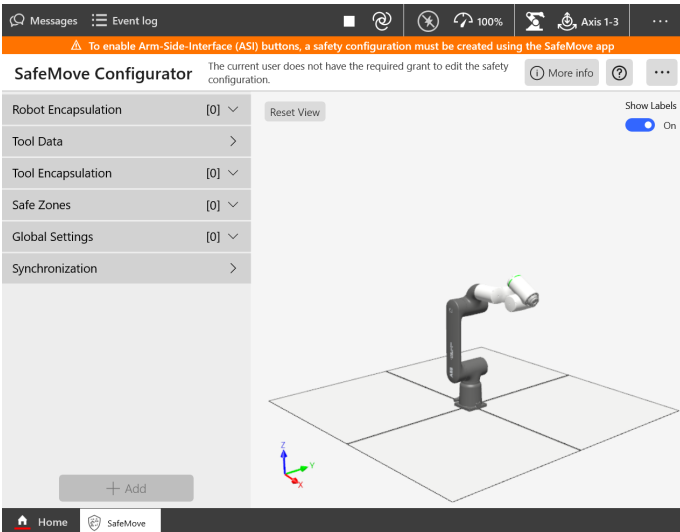 Messages
Event log
100%
Axis 1-3
To enable Arm-Side-Interface (ASI) buttons, a safety configuration must be created using the SafeMove app
SafeMove Configurator
The current user does not have the required grant to edit the safety
configuration.
More info
Robot Encapsulation [0]
Tool Data
Tool Encapsulation [0]
Safe Zones [0]
Global Settings [0]
Synchronization
Reset View
Show Labels
On
Z
Y
X
+ Add
Home
SafeMove